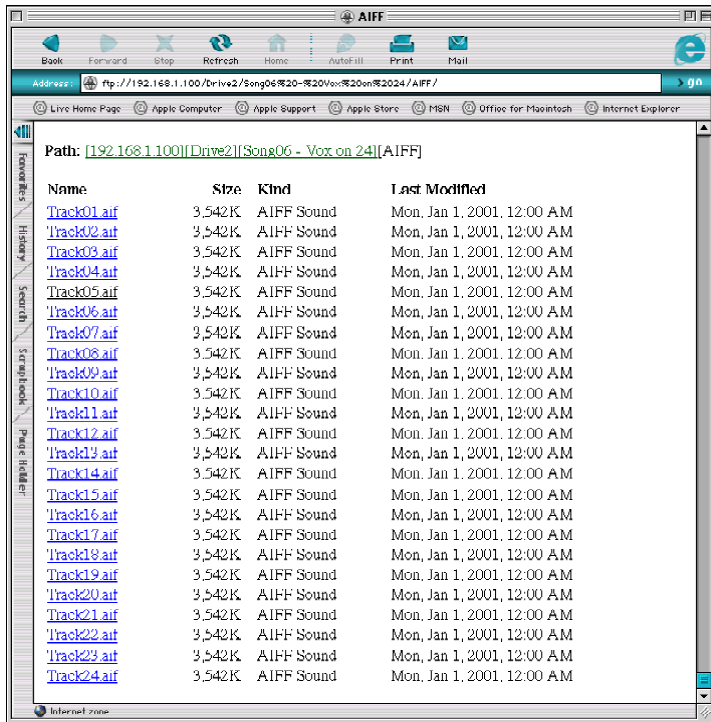 AIFF
Back Forward Stop Refresh Home AutoFill Print Mail
Address: ftp://192.168.1.100/Drive2/Song06%20-%20Vox%20on%2024/AIFF/ go
Live Home Page Apple Computer Apple Support Apple Store MSN Office for Macintosh Internet Explorer
Favorites
History
Search
Scrapbook
Page Holder
Path: [192.168.1.100][Drive2][Song06 - Vox on 24][AIFF]
Name Size Kind Last Modified
Track01.aif 3,542K AIFF Sound Mon, Jan 1, 2001, 12:00 AM
Track02.aif 3,542K AIFF Sound Mon, Jan 1, 2001, 12:00 AM
Track03.aif 3,542K AIFF Sound Mon, Jan 1, 2001, 12:00 AM
Track04.aif 3,542K AIFF Sound Mon, Jan 1, 2001, 12:00 AM
Track05.aif 3,542K AIFF Sound Mon, Jan 1, 2001, 12:00 AM
Track06.aif 3,542K AIFF Sound Mon, Jan 1, 2001, 12:00 AM
Track07.aif 3,542K AIFF Sound Mon, Jan 1, 2001, 12:00 AM
Track08.aif 3,542K AIFF Sound Mon, Jan 1, 2001, 12:00 AM
Track09.aif 3,542K AIFF Sound Mon, Jan 1, 2001, 12:00 AM
Track10.aif 3,542K AIFF Sound Mon, Jan 1, 2001, 12:00 AM
Track11.aif 3,542K AIFF Sound Mon, Jan 1, 2001, 12:00 AM
Track12.aif 3,542K AIFF Sound Mon, Jan 1, 2001, 12:00 AM
Track13.aif 3,542K AIFF Sound Mon, Jan 1, 2001, 12:00 AM
Track14.aif 3,542K AIFF Sound Mon, Jan 1, 2001, 12:00 AM
Track15.aif 3,542K AIFF Sound Mon, Jan 1, 2001, 12:00 AM
Track16.aif 3,542K AIFF Sound Mon, Jan 1, 2001, 12:00 AM
Track17.aif 3,542K AIFF Sound Mon, Jan 1, 2001, 12:00 AM
Track18.aif 3,542K AIFF Sound Mon, Jan 1, 2001, 12:00 AM
Track19.aif 3,542K AIFF Sound Mon, Jan 1, 2001, 12:00 AM
Track20.aif 3,542K AIFF Sound Mon, Jan 1, 2001, 12:00 AM
Track21.aif 3,542K AIFF Sound Mon, Jan 1, 2001, 12:00 AM
Track22.aif 3,542K AIFF Sound Mon, Jan 1, 2001, 12:00 AM
Track23.aif 3,542K AIFF Sound Mon, Jan 1, 2001, 12:00 AM
Track24.aif 3,542K AIFF Sound Mon, Jan 1, 2001, 12:00 AM
Internet zone